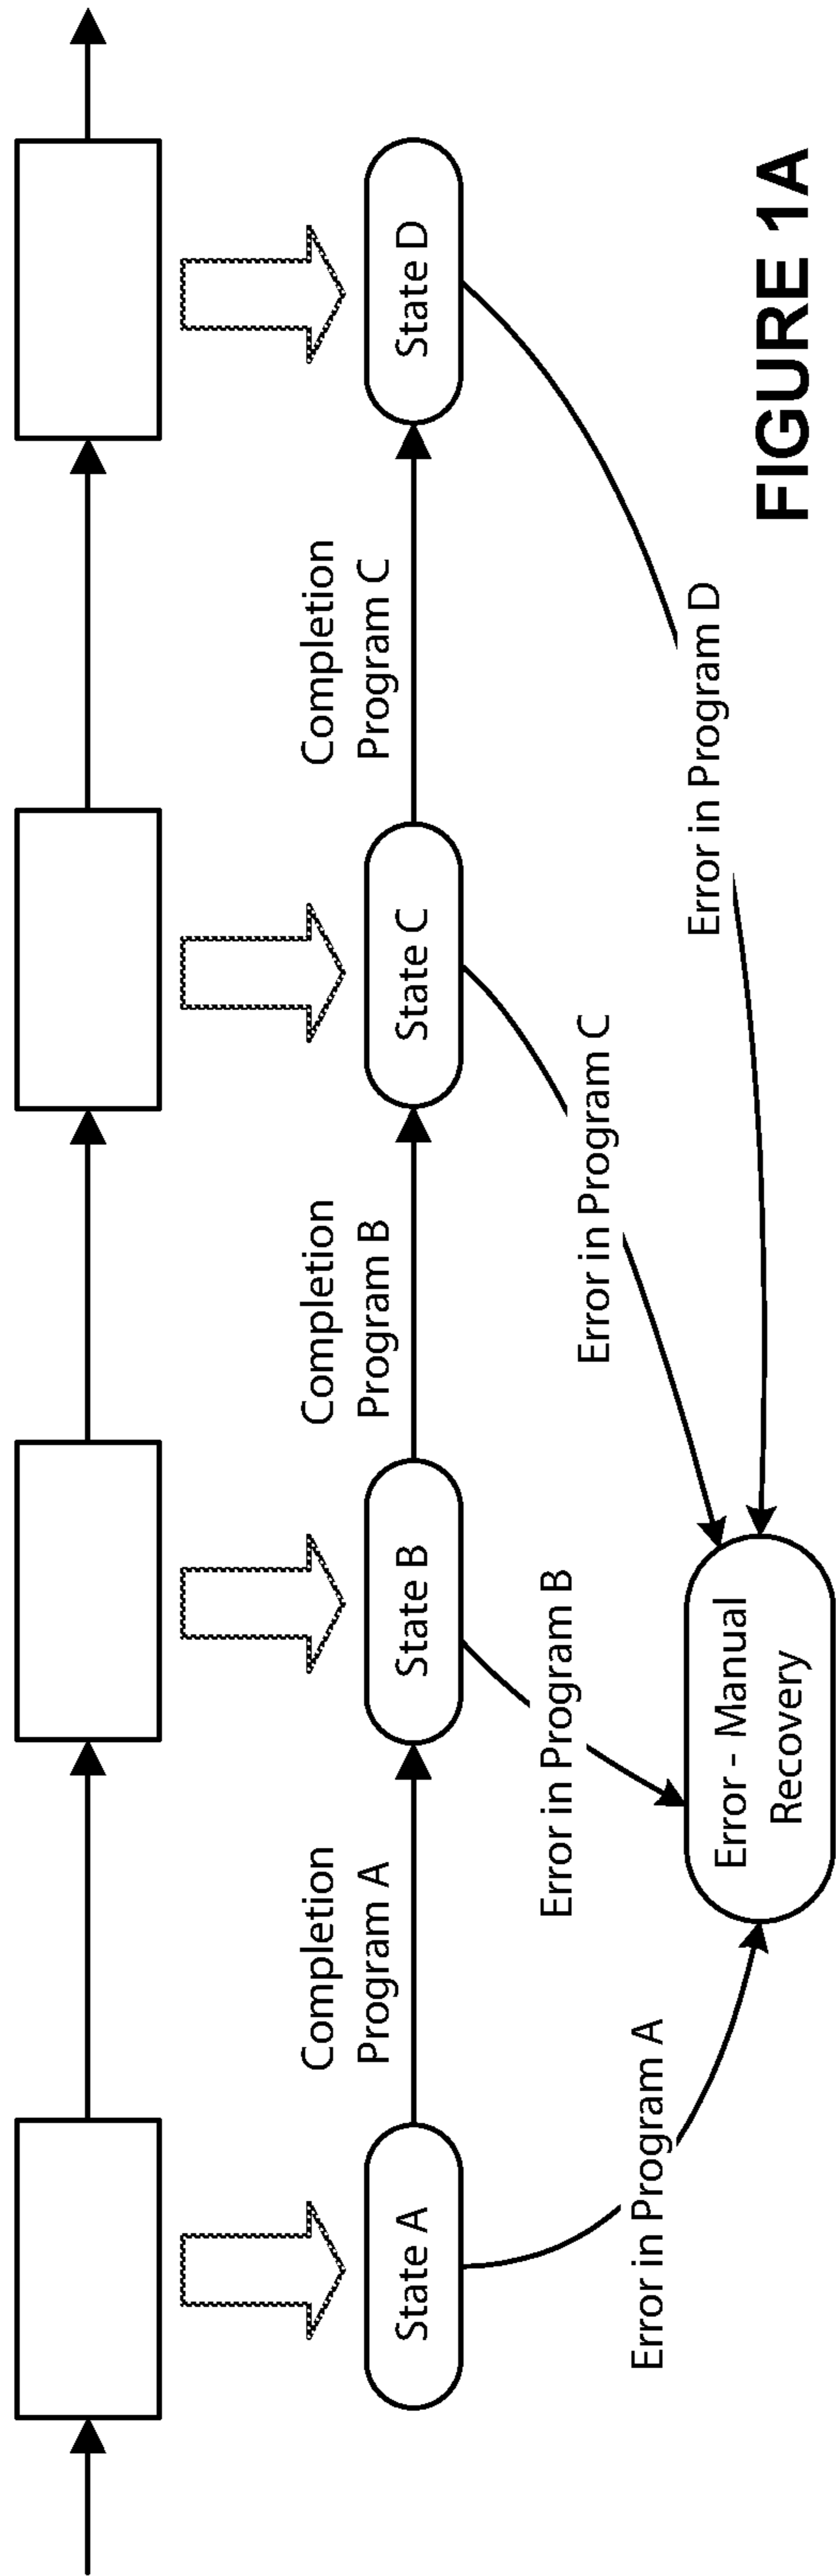 Completion
Program A
Completion
Program B
Completion
Program C
State A
State B
State C
State D
Error in Program A
Error in Program B
Error in Program C
Error in Program D
Error - Manual
Recovery
FIGURE 1A